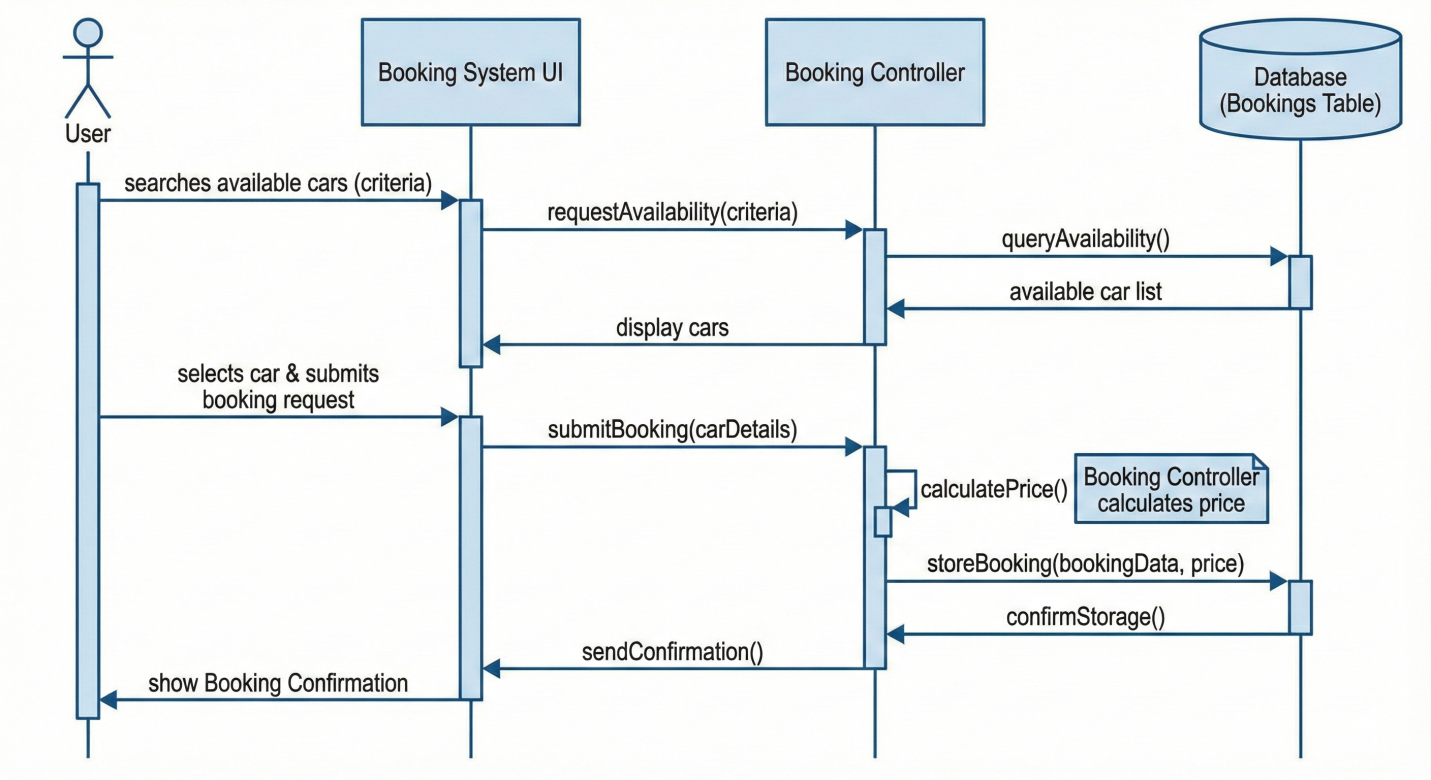 User
Booking System UI
Booking Controller
Database
(Bookings Table)
searches available cars (criteria)
requestAvailability(criteria)
queryAvailability()
available car list
display cars
selects car & submits
booking request
submitBooking(carDetails)
calculatePrice()
Booking Controller
calculates price
storeBooking(bookingData, price)
confirmStorage()
sendConfirmation()
show Booking Confirmation